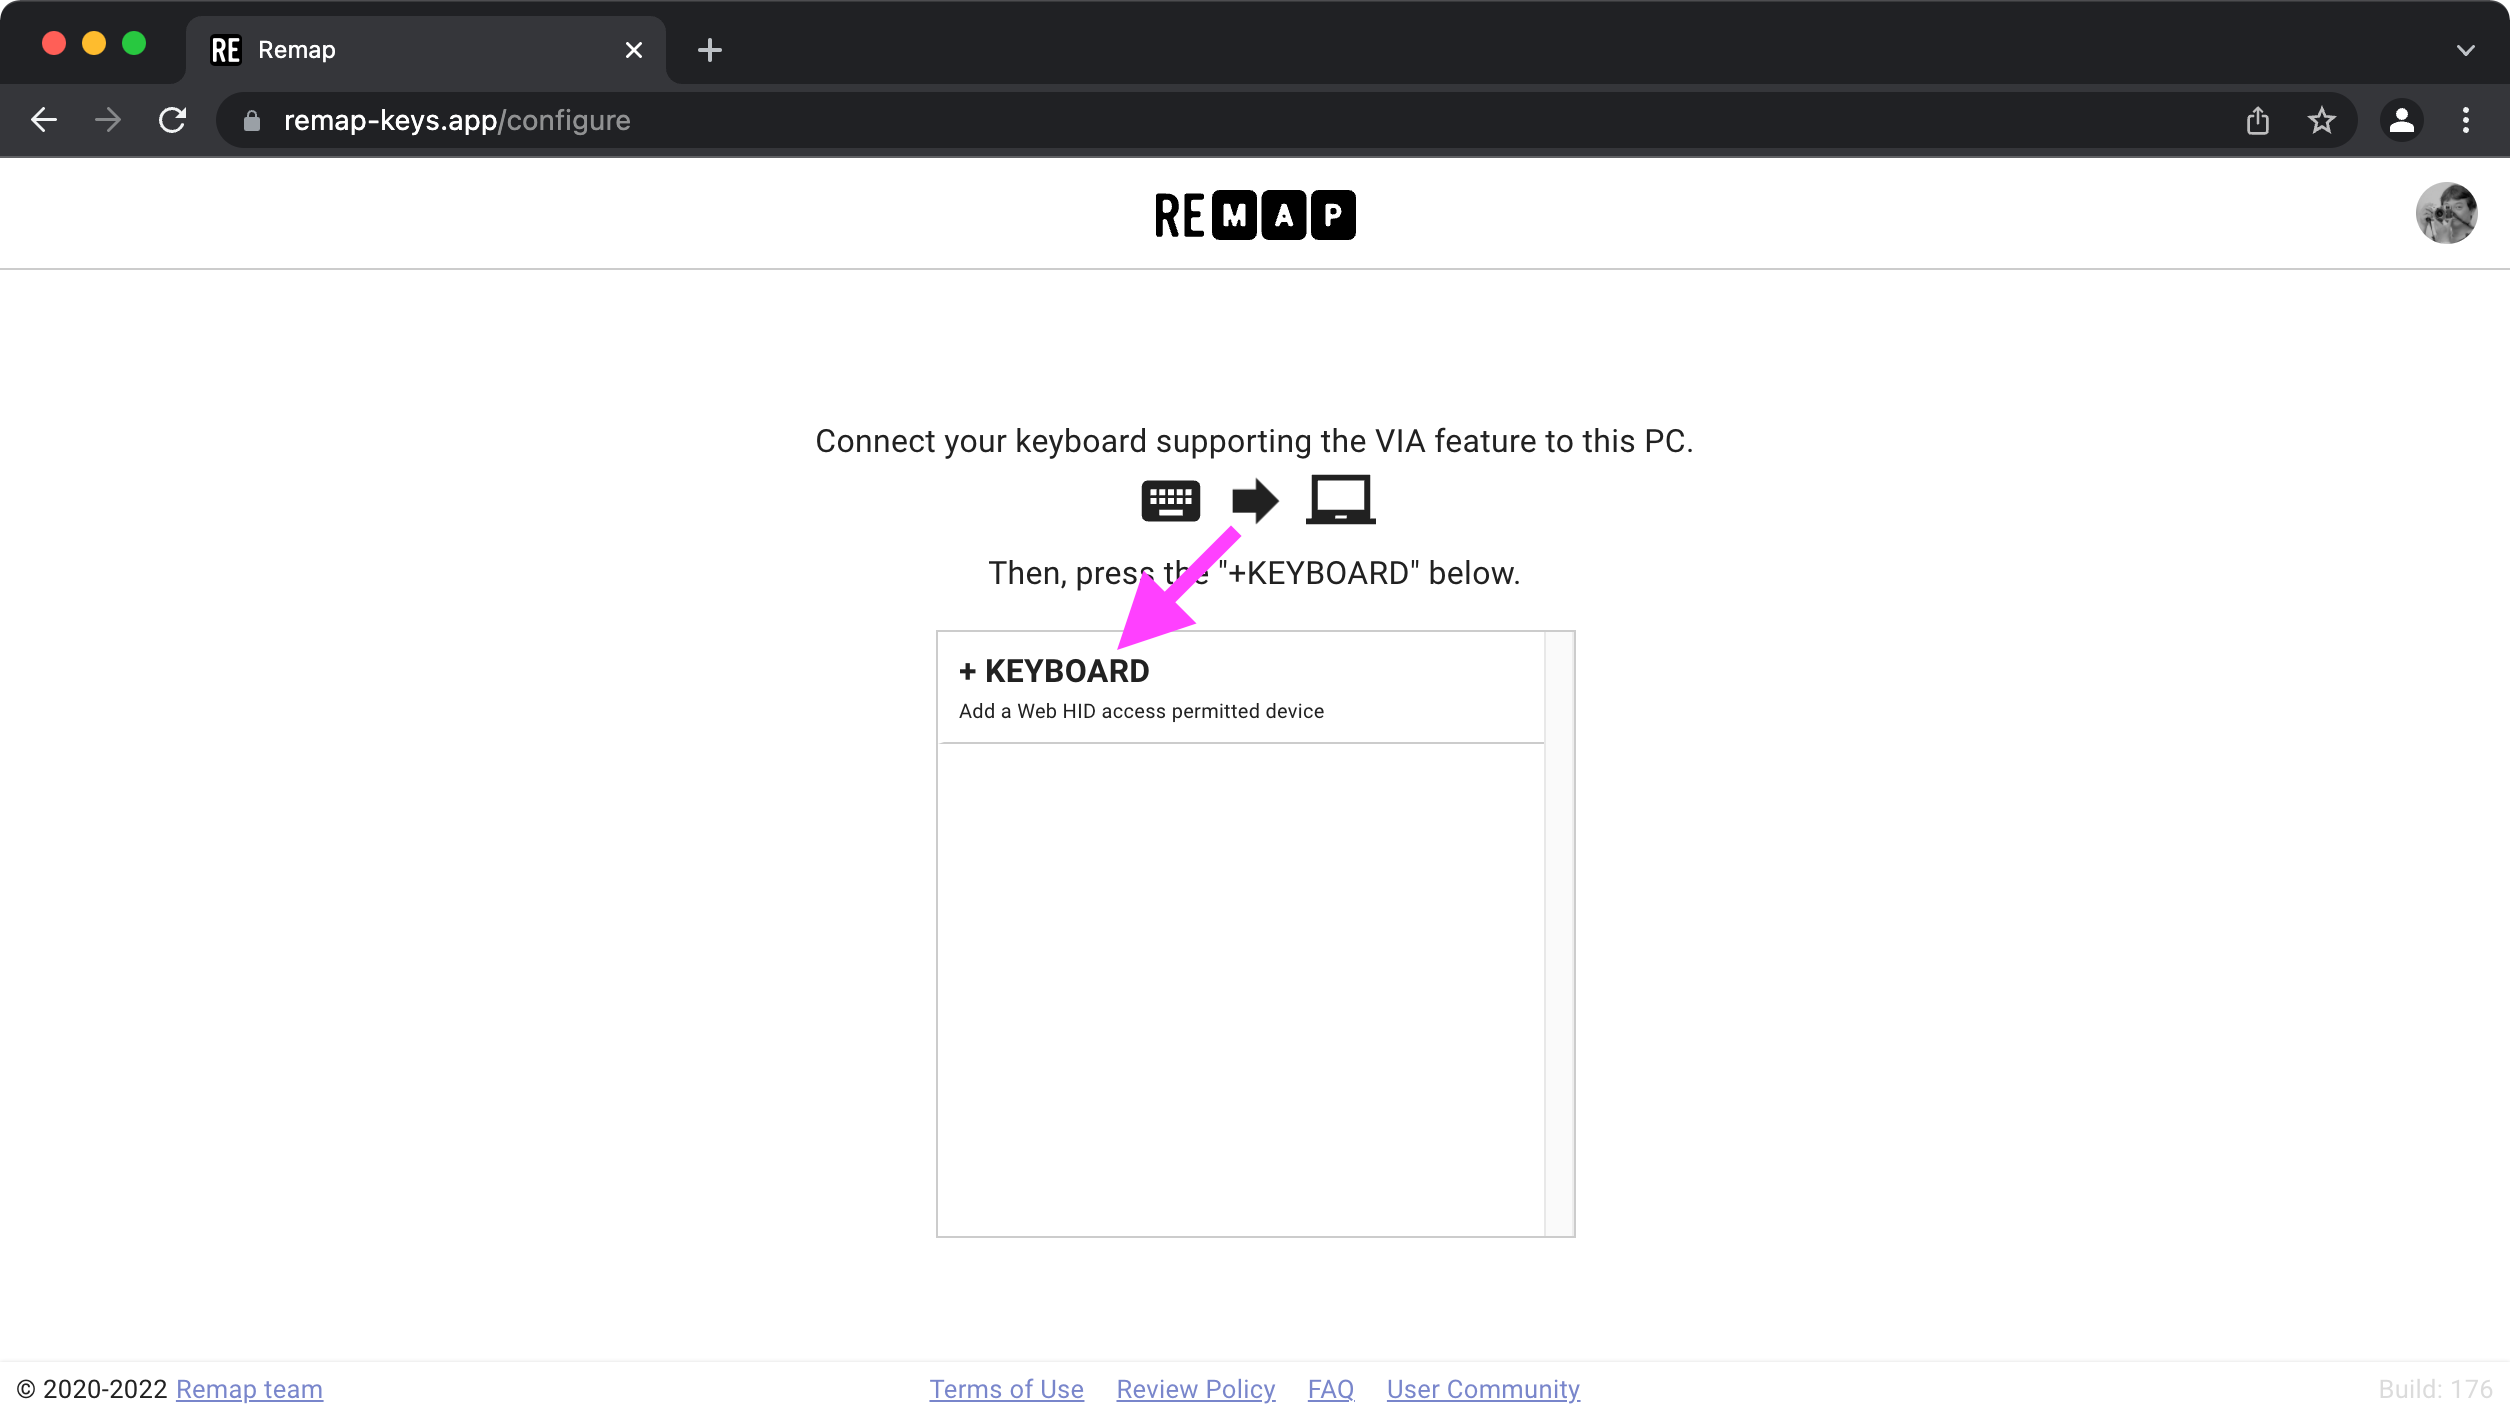 RE Remap
remap-keys.app/configure
REMAP
Connect your keyboard supporting the VIA feature to this PC.
Then, press the "+KEYBOARD" below.
+ KEYBOARD
Add a Web HID access permitted device
© 2020-2022 Remap team Terms of Use Review Policy FAQ User Community Build: 176